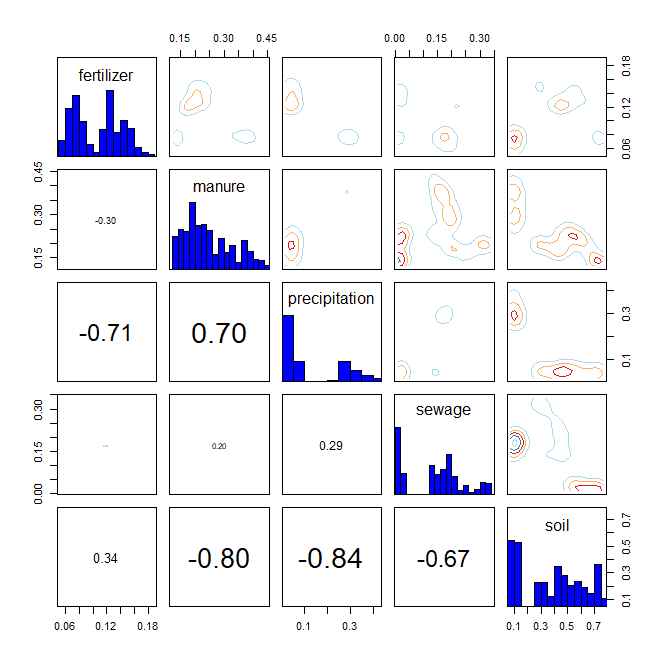 0.15 0.30 0.45 0.00 0.15 0.30
fertilizer
0.06 0.12 0.18
manure
0.15 0.30 0.45
-0.30
precipitation
0.1 0.3
-0.71 0.70
sewage
0.00 0.15 0.30
0.20 0.29
soil
0.1 0.3 0.5 0.7
0.34 -0.80 -0.84 -0.67
0.06 0.12 0.18 0.1 0.3 0.1 0.3 0.5 0.7